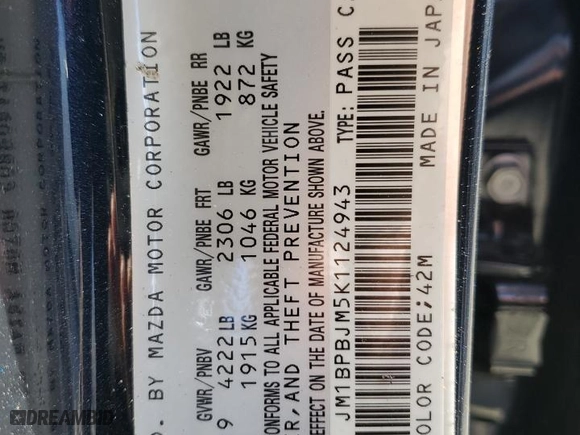 D. BY MAZDA MOTOR CORPORATION
GVWR/PNBV GAWR/PNBE FRT GAWR/PNBE RR
9 4222 LB 2306 LB 1922 LB
1915 KG 1046 KG 872 KG
ONFORMS TO ALL APPLICABLE FEDERAL MOTOR VEHICLE SAFETY
R, AND THEFT PREVENTION
EFFECT ON THE DATE OF MANUFACTURE SHOWN ABOVE.
JM1BPBJM5K1124943 TYPE: PASS C
OLOR CODE;42M MADE IN JAP
DREAMBID